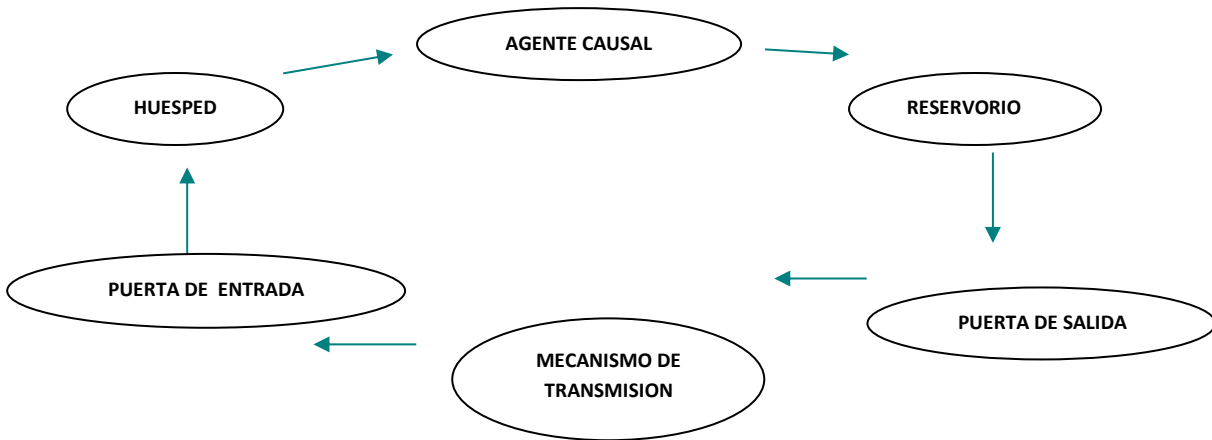 AGENTE CAUSAL
HUESPED
RESERVORIO
PUERTA DE ENTRADA
PUERTA DE SALIDA
MECANISMO DE
TRANSMISION